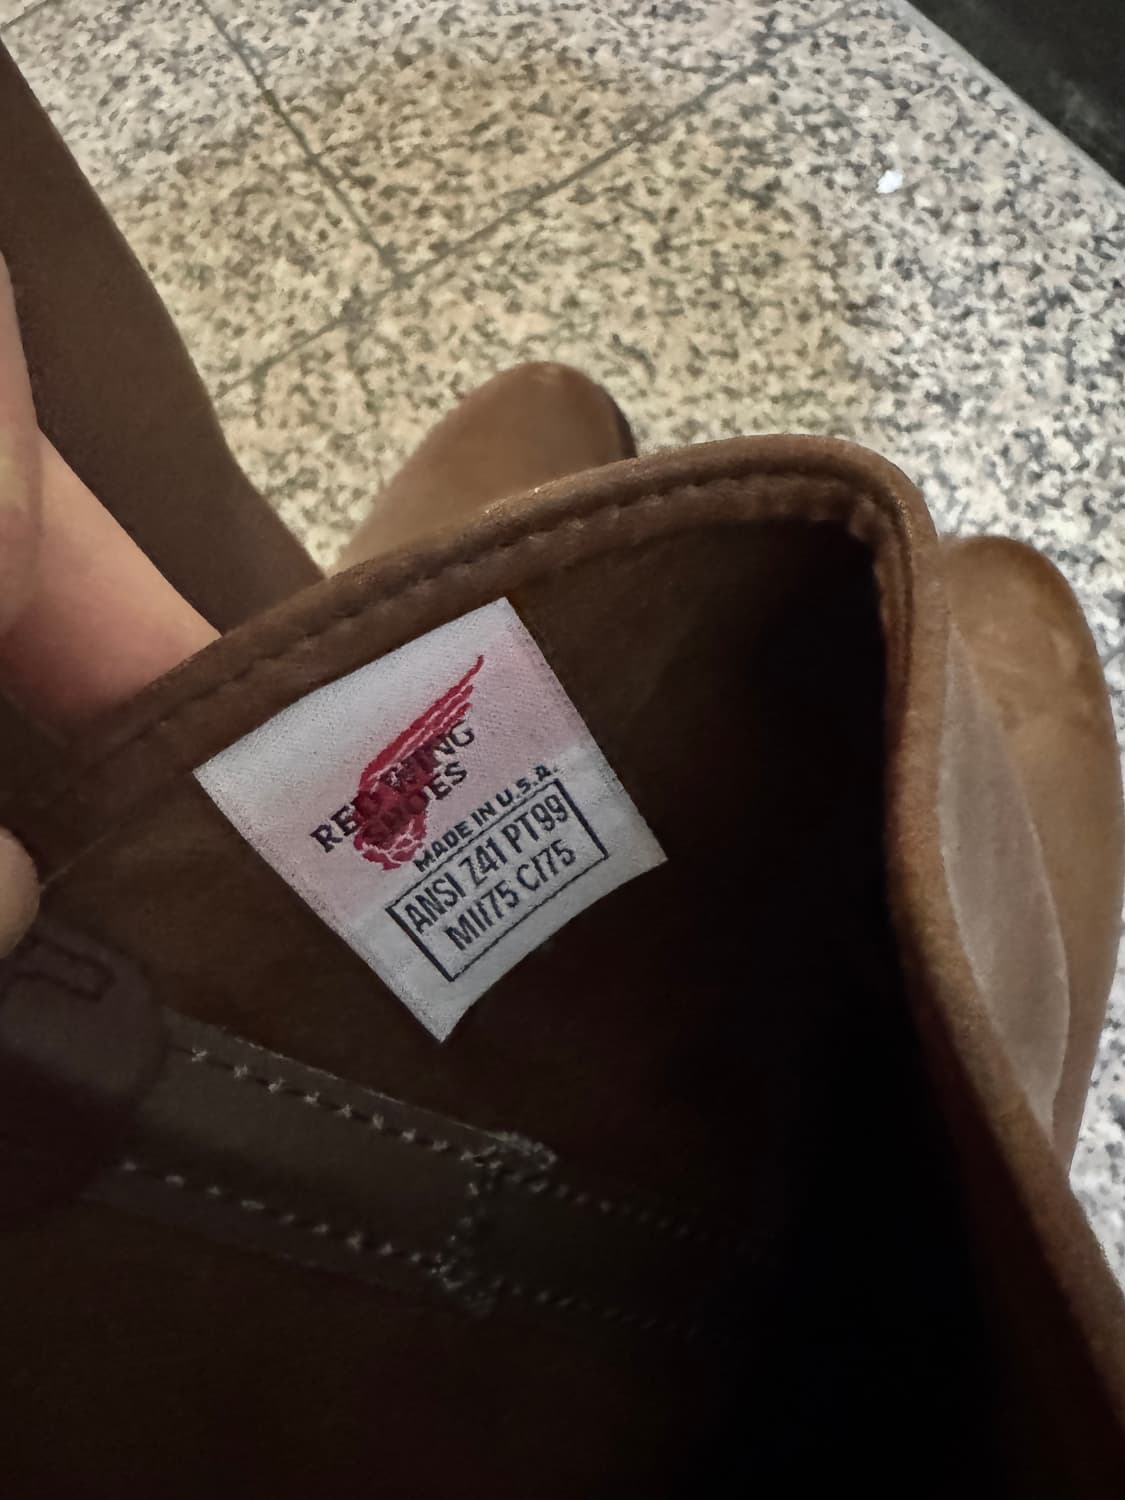 RED WING
SHOES
MADE IN U.S.A.
ANSI Z41 PT99
MI/75 C/75